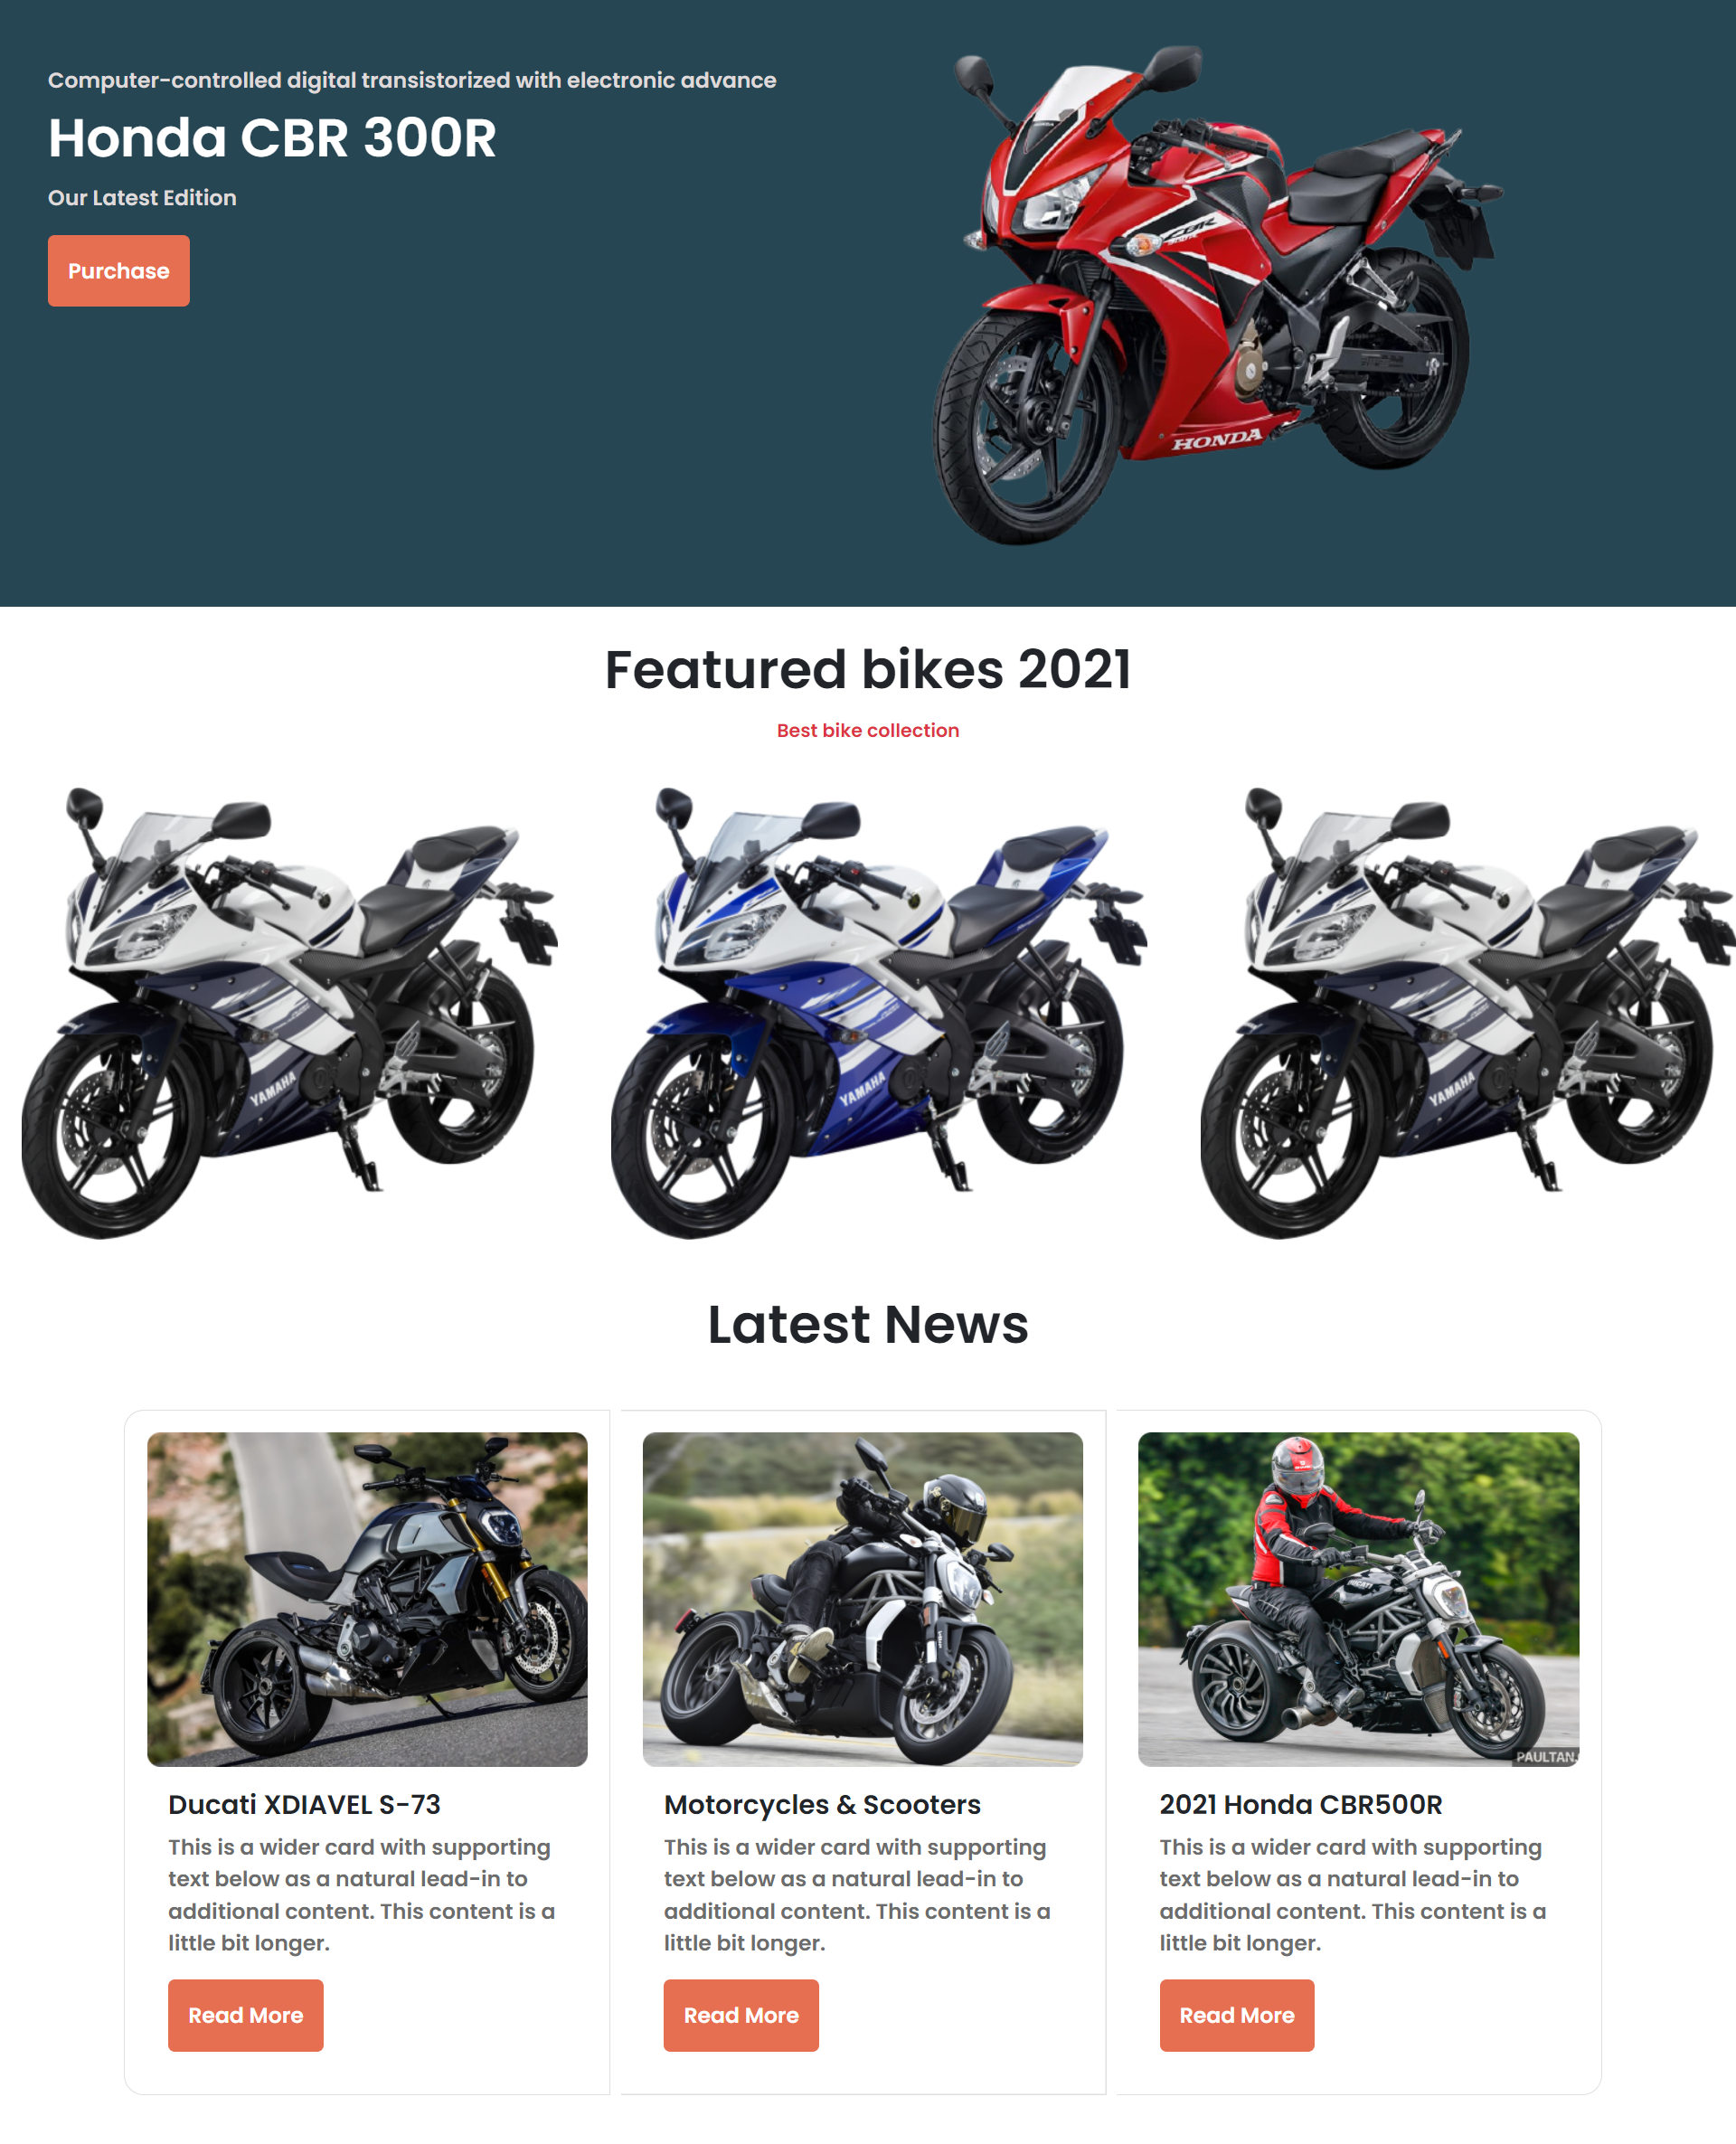 Computer-controlled digital transistorized with electronic advance
Honda CBR 300R
Our Latest Edition
Purchase
HONDA
Featured bikes 2021
Best bike collection
YAMAHA
YAMAHA
YAMAHA
Latest News
PAULTAN
Ducati XDIAVEL S-73
This is a wider card with supporting
text below as a natural lead-in to
additional content. This content is a
little bit longer.
Read More
Motorcycles & Scooters
This is a wider card with supporting
text below as a natural lead-in to
additional content. This content is a
little bit longer.
Read More
2021 Honda CBR500R
This is a wider card with supporting
text below as a natural lead-in to
additional content. This content is a
little bit longer.
Read More